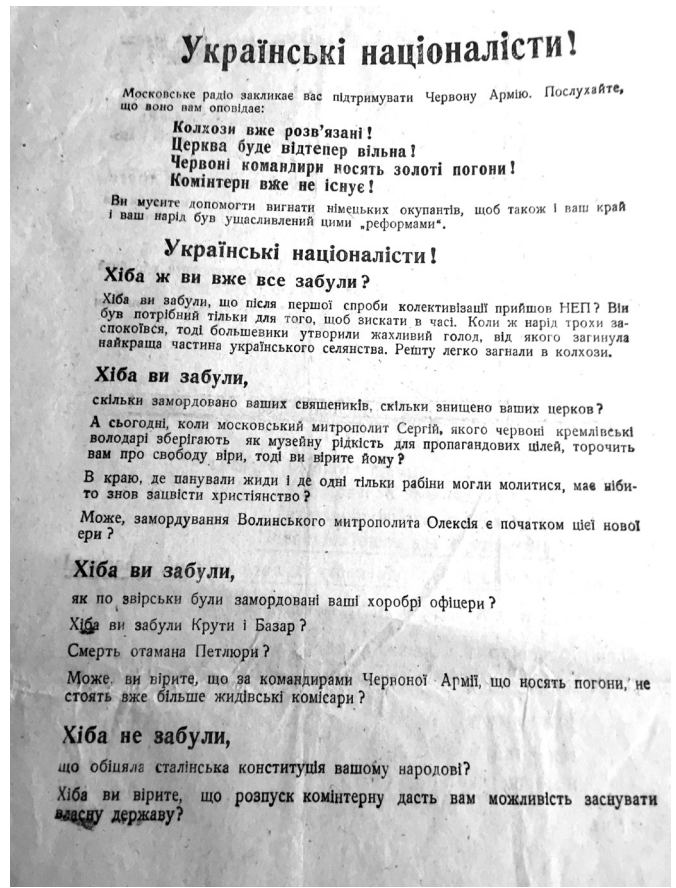 Українські націоналісти!
Московське радіо закликає вас підтримувати Червону Армію. Послухайте,
що воно вам оповідає:
Колхози вже розв'язані!
Церква буде відтепер вільна!
Червоні командири носять золоті погони!
Комінтерн вже не існує!
Ви мусите допомогти вигнати німецьких окупантів, щоб також і ваш край
і ваш нарід був ущасливлений цими „реформами“.
Українські націоналісти!
Хіба ж ви вже все забули?
Хіба ви забули, що після першої спроби колективізації прийшов НЕП? Він
був потрібний тільки для того, щоб зискати в часі. Коли ж нарід трохи за-
спокоївся, тоді большевики утворили жахливий голод, від якого загинула
найкраща частина українського селянства. Решту легко загнали в колхози.
Хіба ви забули,
скільки замордовано ваших священиків, скільки знищено ваших церков?
А сьогодні, коли московський митрополит Сергій, якого червоні кремлівські
володарі зберігають як музейну рідкість для пропагандових цілей, торочить
вам про свободу віри, тоді ви вірите йому?
В краю, де панували жиди і де одні тільки рабіни могли молитися, має ніби-
то знов зацвісти християнство?
Може, замордування Волинського митрополита Олексія є початком цієї нової
ери?
Хіба ви забули,
як по звірськи були замордовані ваші хоробрі офіцери?
Хіба ви забули Крути і Базар?
Смерть отамана Петлюри?
Може, ви вірите, що за командирами Червоної Армії, що носять погони, не
стоять вже більше жидівські комісари?
Хіба не забули,
що обіцяла сталінська конституція вашому народові?
Хіба ви вірите, що розпуск комінтерну дасть вам можливість заснувати
власну державу?